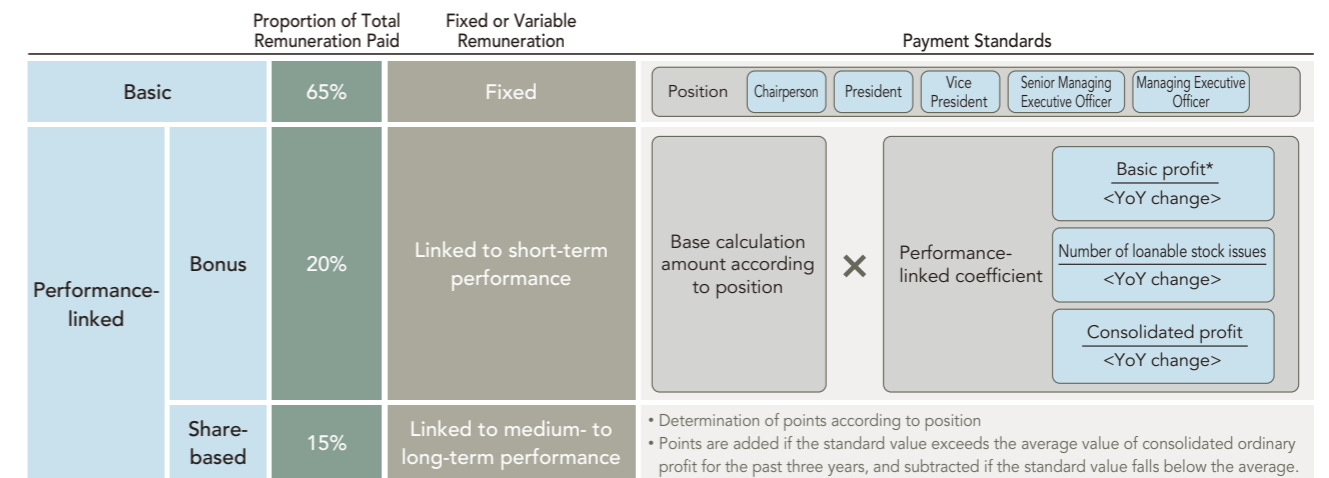 Proportion of Total
Remuneration Paid
Fixed or Variable
Remuneration
Payment Standards
Basic
65%
Fixed
Position
Chairperson
President
Vice
President
Senior Managing
Executive Officer
Managing Executive
Officer
Performance-
linked
Bonus
20%
Linked to short-term
performance
Base calculation
amount according
to position
×
Performance-
linked coefficient
Basic profit*
<YoY change>
Number of loanable stock issues
<YoY change>
Consolidated profit
<YoY change>
Share-
based
15%
Linked to medium- to
long-term performance
• Determination of points according to position
• Points are added if the standard value exceeds the average value of consolidated ordinary
profit for the past three years, and subtracted if the standard value falls below the average.